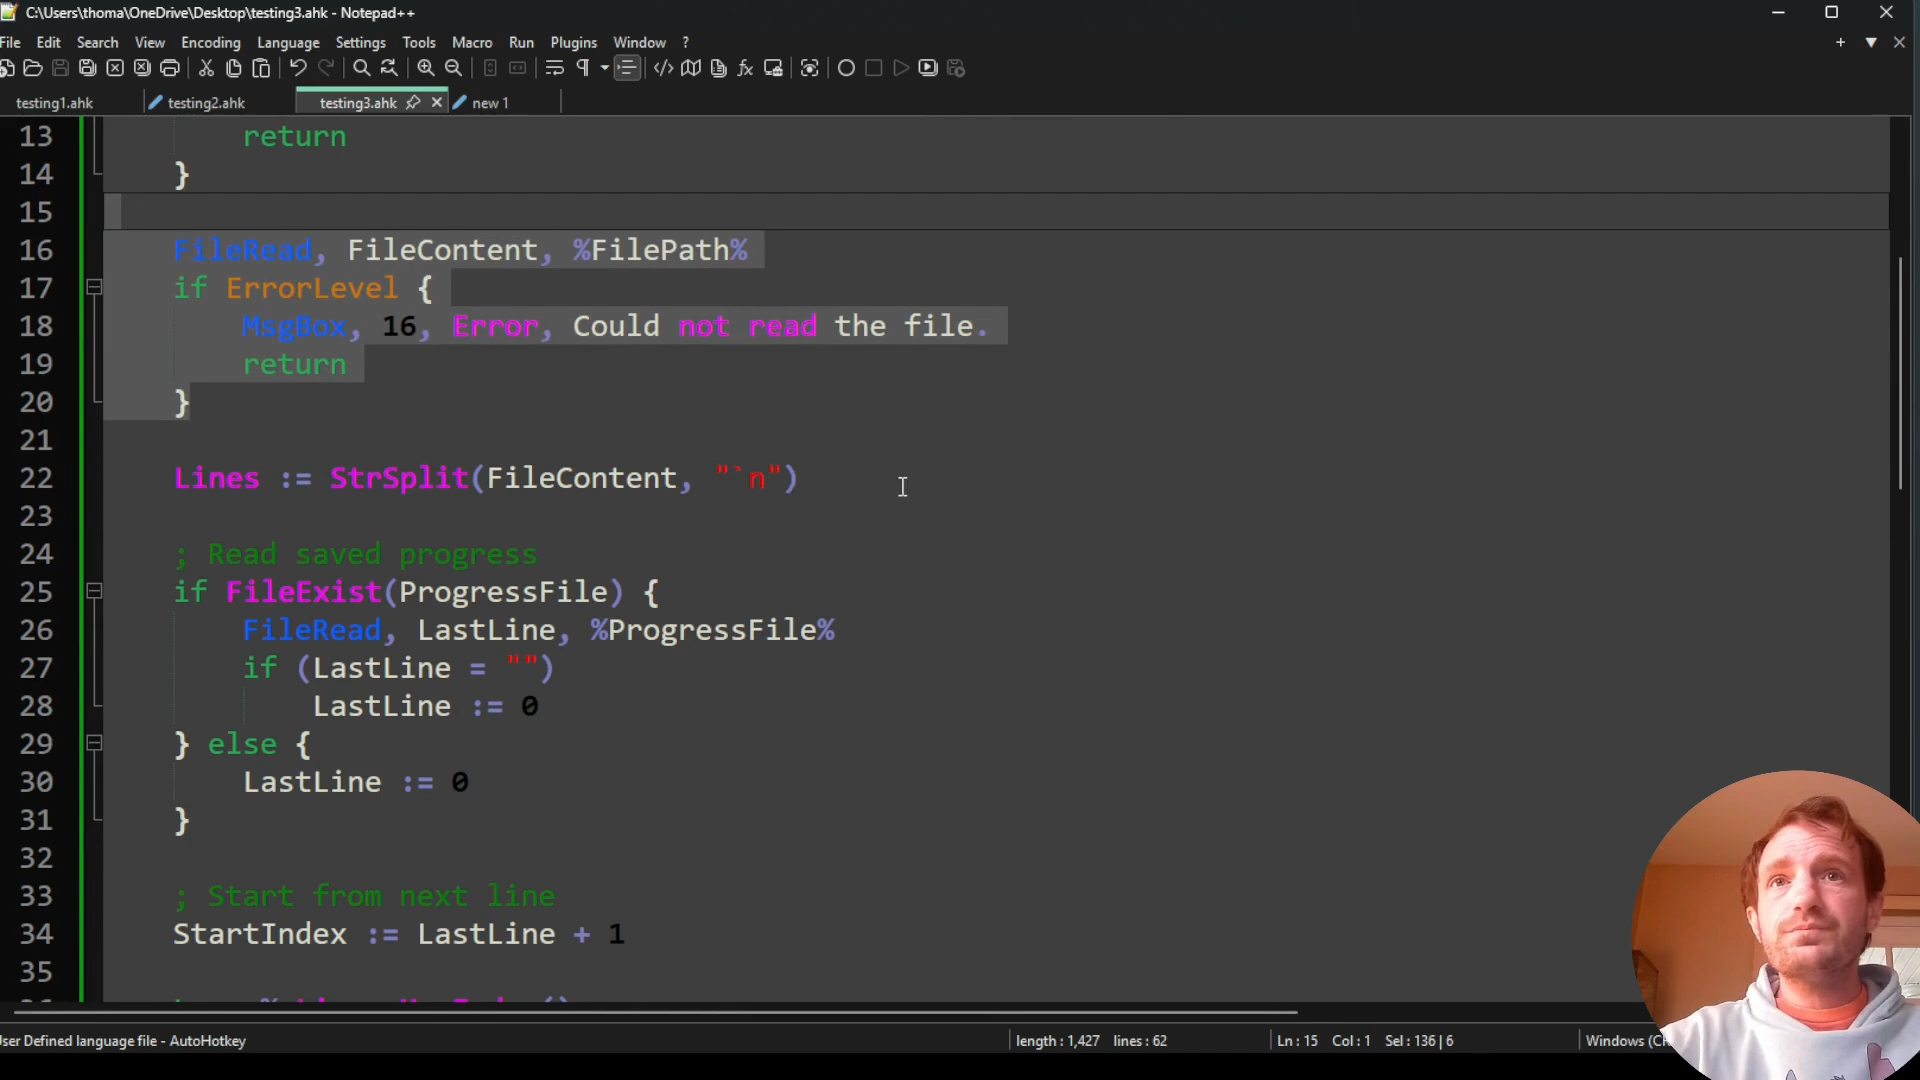 C:\Users\thoma\OneDrive\Desktop\testing3.ahk - Notepad++
File Edit Search View Encoding Language Settings Tools Macro Run Plugins Window ?
testing1.ahk testing2.ahk testing3.ahk new 1
13 return
14 }
15
16 FileRead, FileContent, %FilePath%
17 if ErrorLevel {
18 MsgBox, 16, Error, Could not read the file.
19 return
20 }
21
22 Lines := StrSplit(FileContent, "`n")
23
24 ; Read saved progress
25 if FileExist(ProgressFile) {
26 FileRead, LastLine, %ProgressFile%
27 if (LastLine = "")
28 LastLine := 0
29 } else {
30 LastLine := 0
31 }
32
33 ; Start from next line
34 StartIndex := LastLine + 1
35
User Defined language file - AutoHotkey length : 1,427 lines : 62 Ln : 15 Col : 1 Sel : 136 | 6 Windows (CR